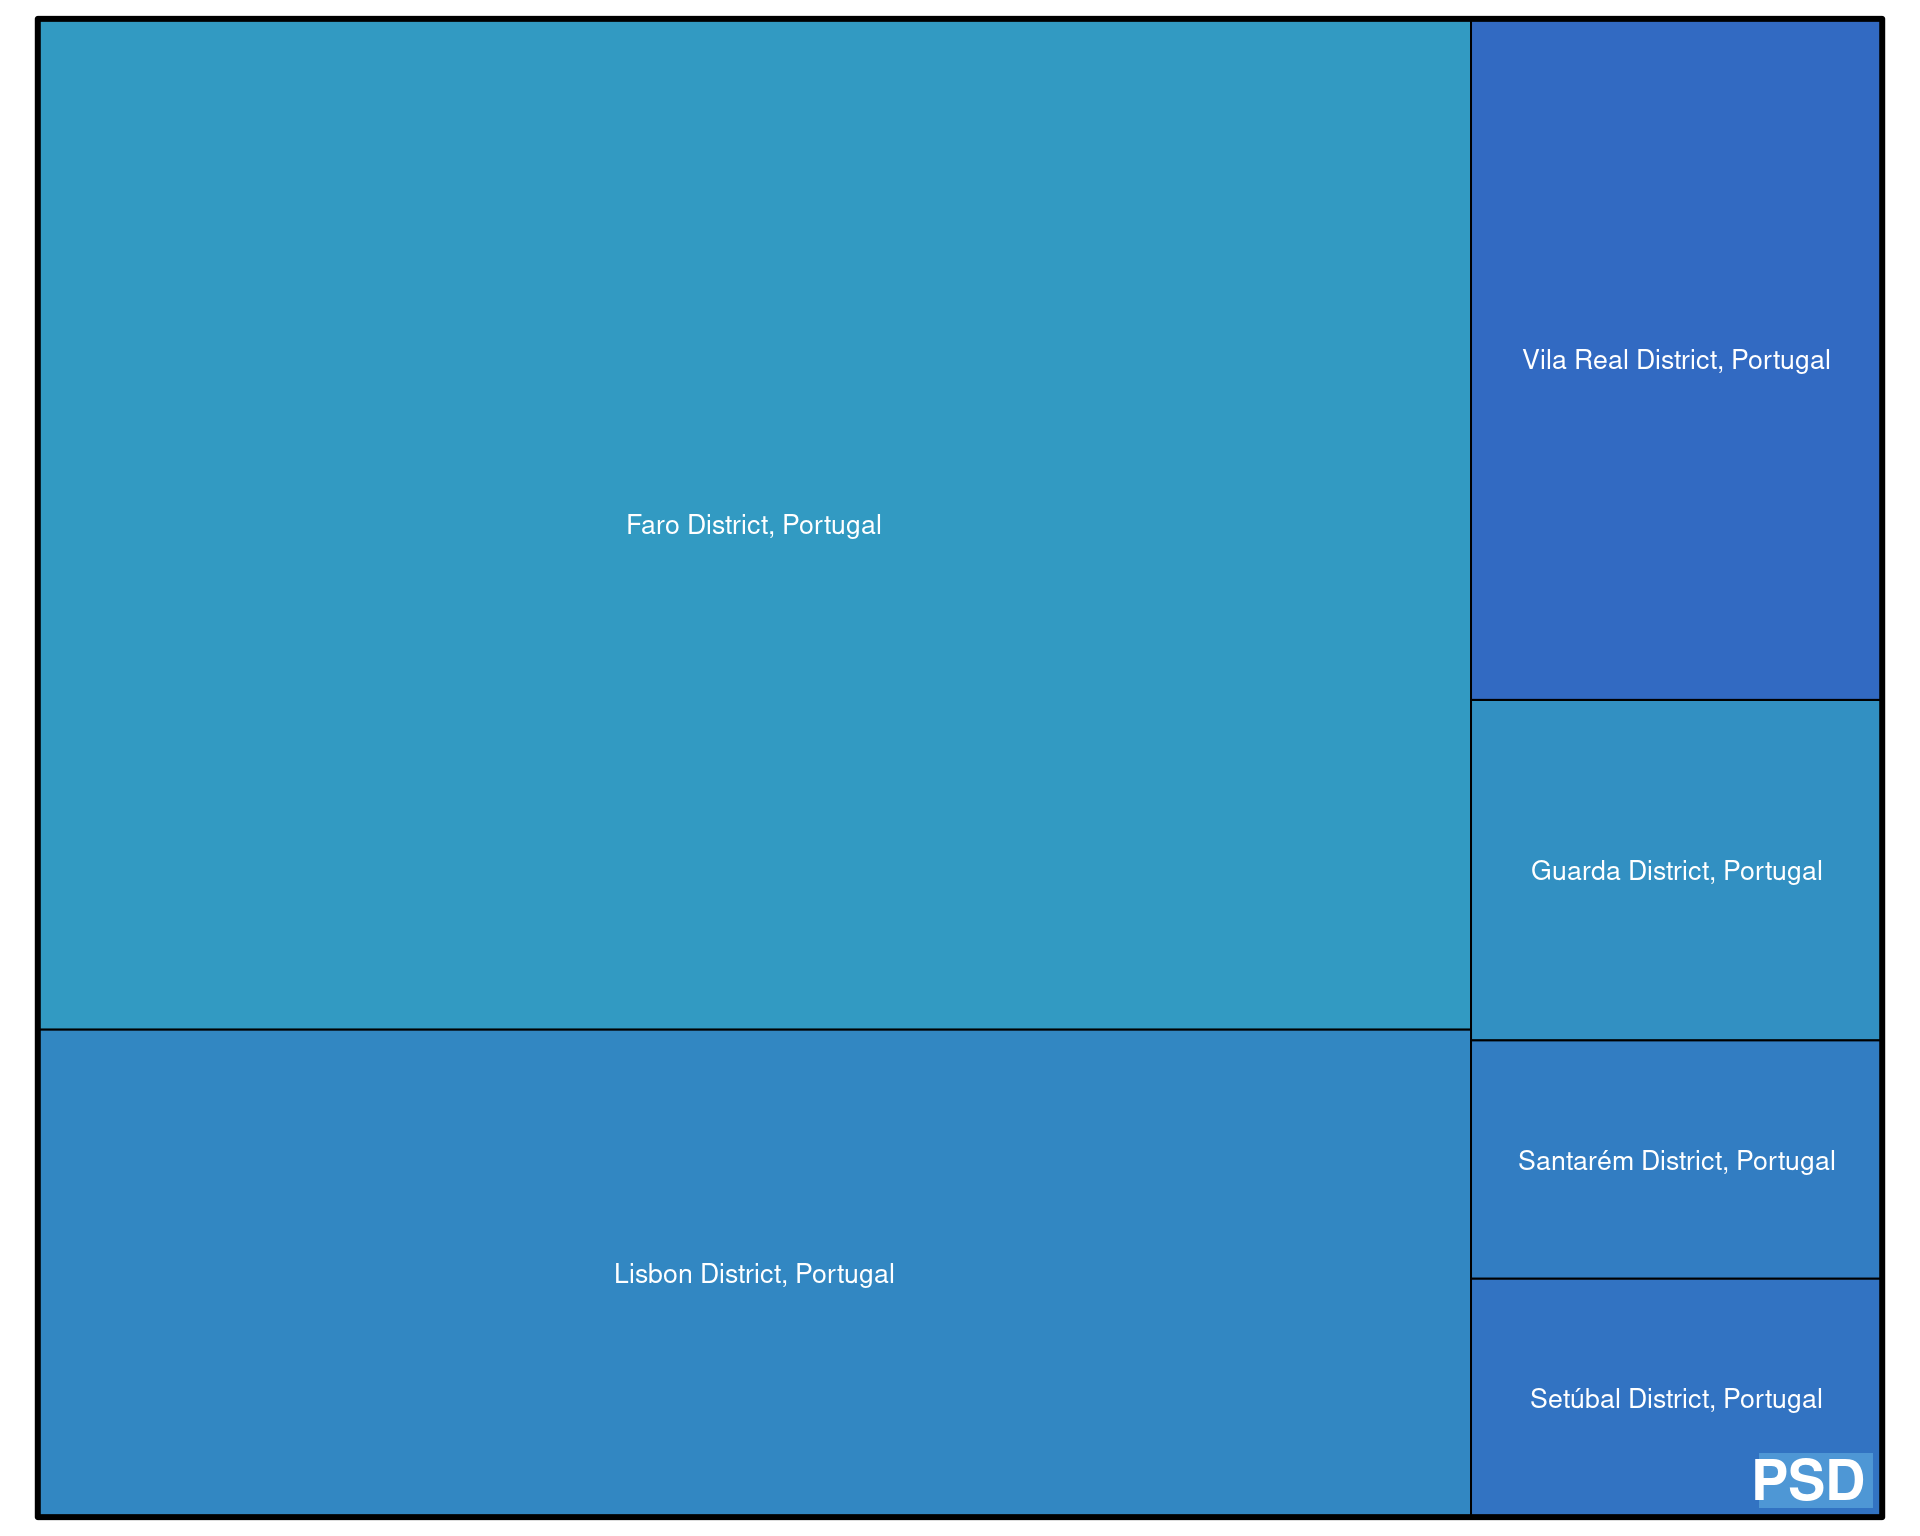 Faro District, Portugal
Lisbon District, Portugal
Vila Real District, Portugal
Guarda District, Portugal
Santarém District, Portugal
Setúbal District, Portugal
PSD